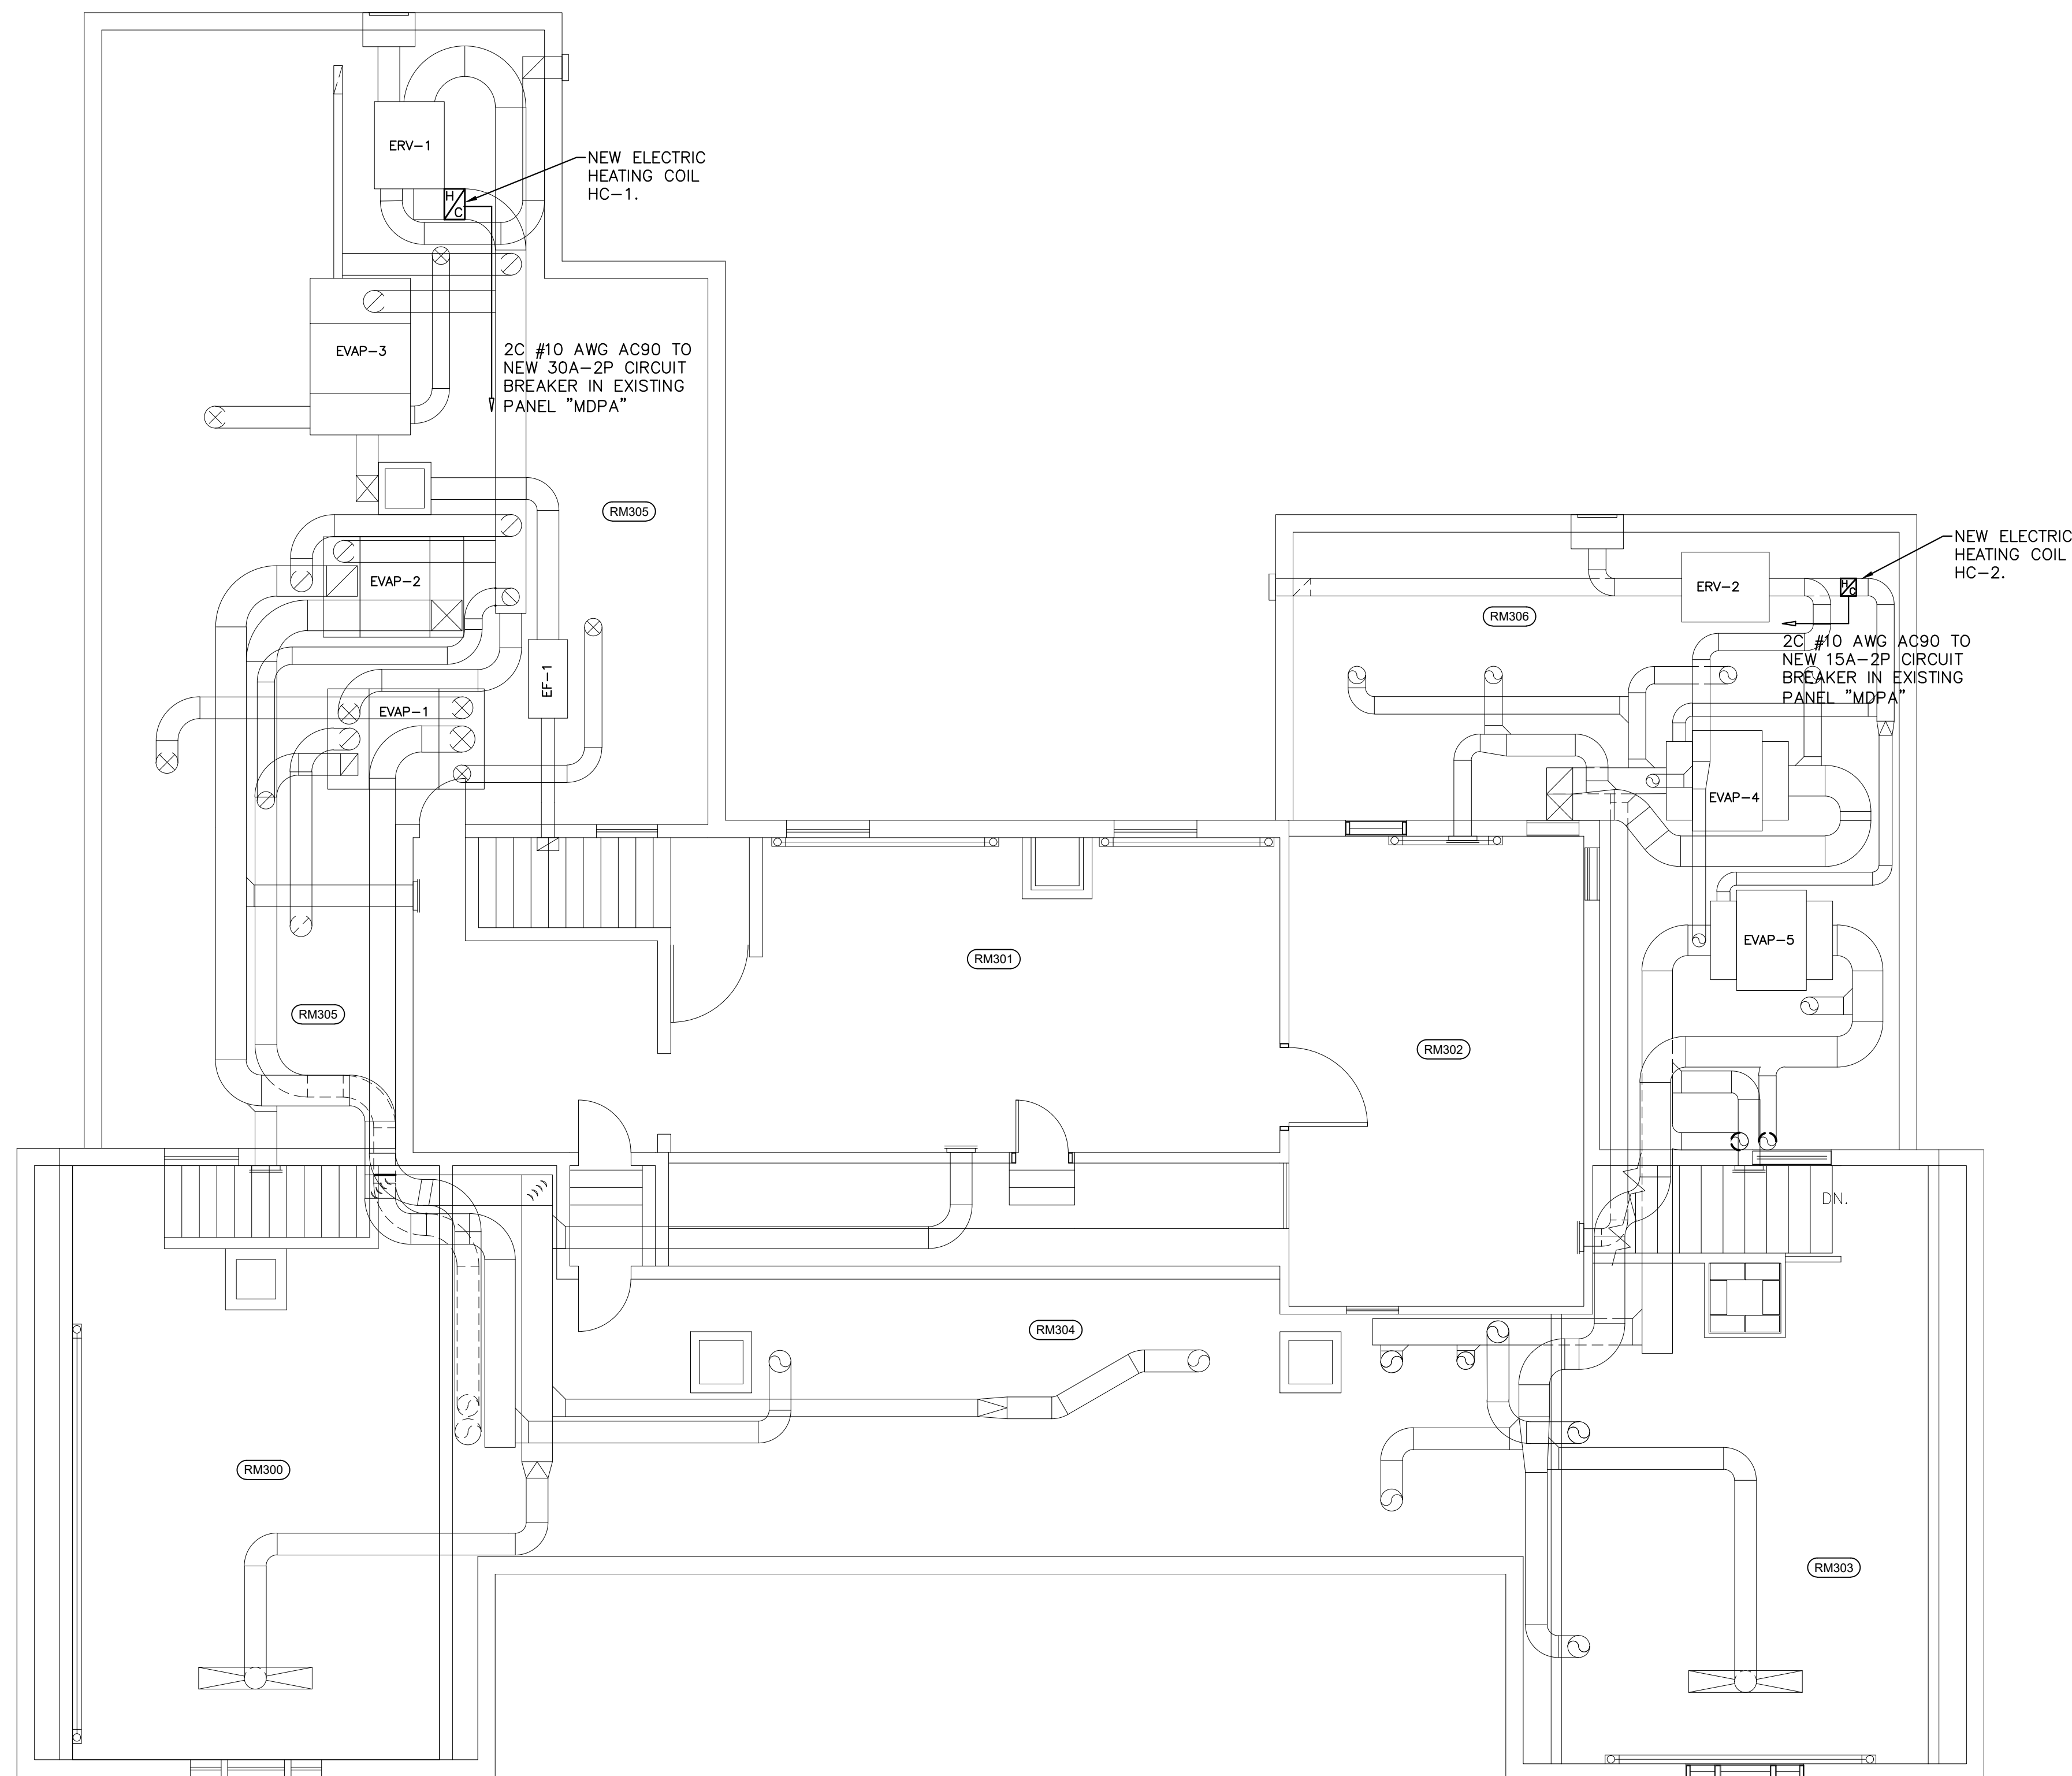 ERV-1
H/C
NEW ELECTRIC
HEATING COIL
HC-1.
EVAP-3
2C #10 AWG AC90 TO
NEW 30A-2P CIRCUIT
BREAKER IN EXISTING
PANEL "MDPA"
RM305
EVAP-2
EF-1
EVAP-1
NEW ELECTRIC
HEATING COIL
HC-2.
H/C
ERV-2
RM306
2C #10 AWG AC90 TO
NEW 15A-2P CIRCUIT
BREAKER IN EXISTING
PANEL "MDPA"
EVAP-4
EVAP-5
RM301
RM305
RM302
DN.
RM304
RM300
RM303